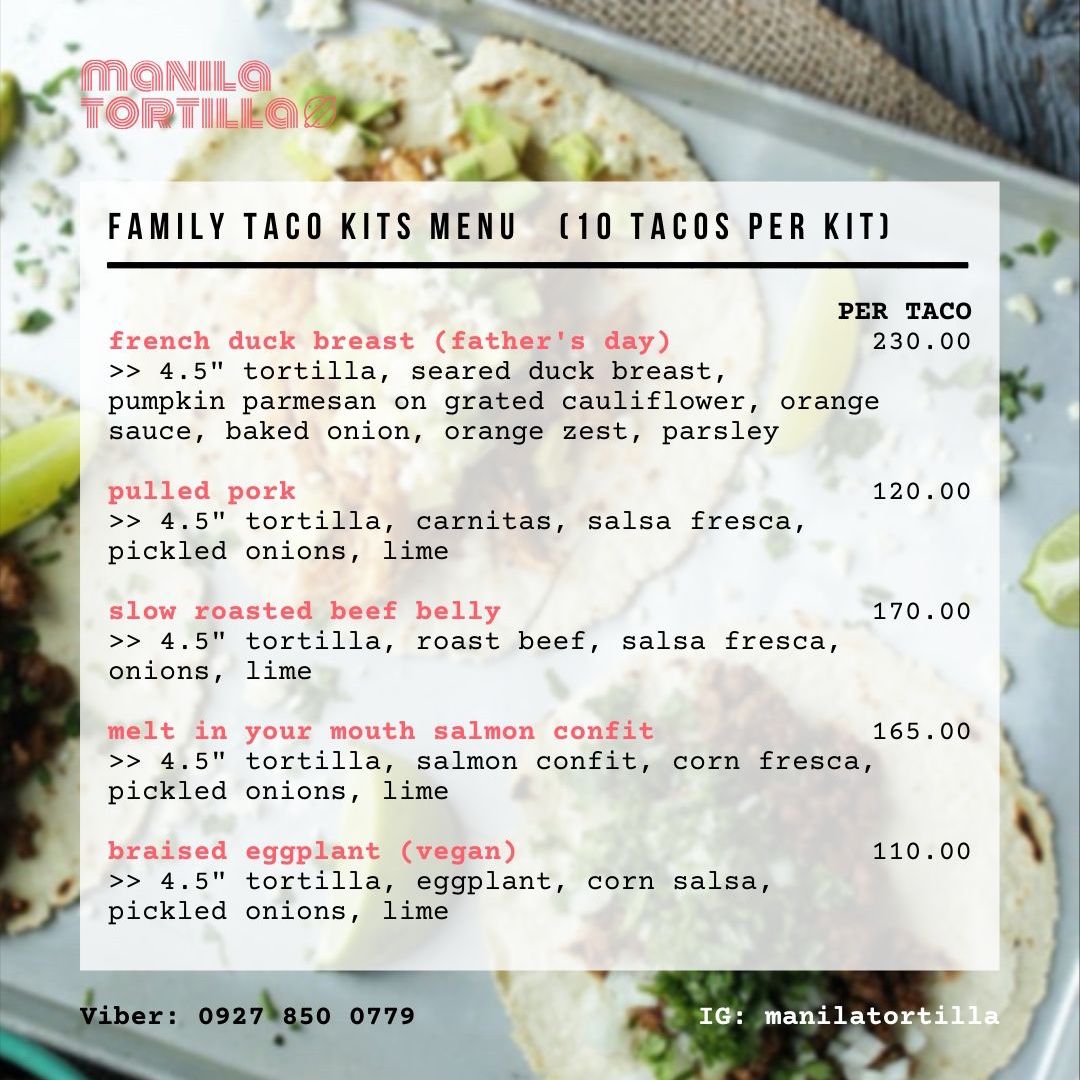 MANILA
TORTILLA
FAMILY TACO KITS MENU (10 TACOS PER KIT)
PER TACO
french duck breast (father's day) 230.00
>> 4.5" tortilla, seared duck breast,
pumpkin parmesan on grated cauliflower, orange
sauce, baked onion, orange zest, parsley
pulled pork 120.00
>> 4.5" tortilla, carnitas, salsa fresca,
pickled onions, lime
slow roasted beef belly 170.00
>> 4.5" tortilla, roast beef, salsa fresca,
onions, lime
melt in your mouth salmon confit 165.00
>> 4.5" tortilla, salmon confit, corn fresca,
pickled onions, lime
braised eggplant (vegan) 110.00
>> 4.5" tortilla, eggplant, corn salsa,
pickled onions, lime
Viber: 0927 850 0779 IG: manilatortilla